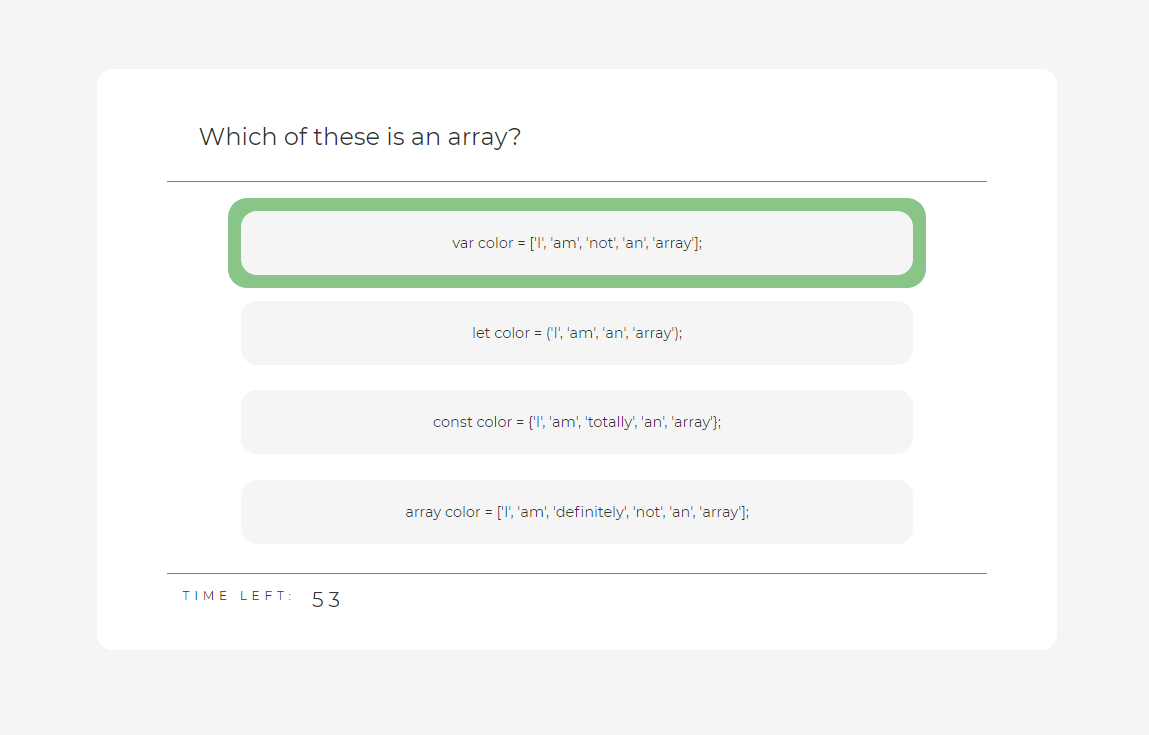 Which of these is an array?
var color = ['I', 'am', 'not', 'an', 'array'];
let color = ('I', 'am', 'an', 'array');
const color = {'I', 'am', 'totally', 'an', 'array'};
array color = ['I', 'am', 'definitely', 'not', 'an', 'array'];
TIME LEFT: 53